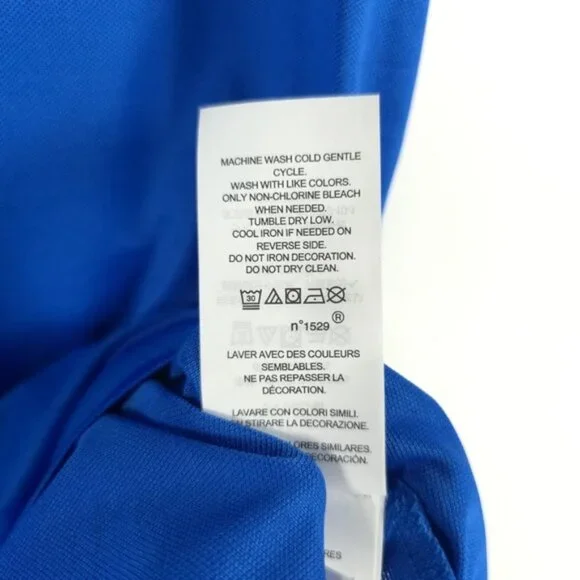 MACHINE WASH COLD GENTLE
CYCLE.
WASH WITH LIKE COLORS.
ONLY NON-CHLORINE BLEACH
WHEN NEEDED.
TUMBLE DRY LOW.
COOL IRON IF NEEDED ON
REVERSE SIDE.
DO NOT IRON DECORATION.
DO NOT DRY CLEAN.
30
n°1529 ®
LAVER AVEC DES COULEURS
SEMBLABLES.
NE PAS REPASSER LA
DÉCORATION.
LAVARE CON COLORI SIMILI.
STIRARE LA DECORAZIONE.
SIMILARES.